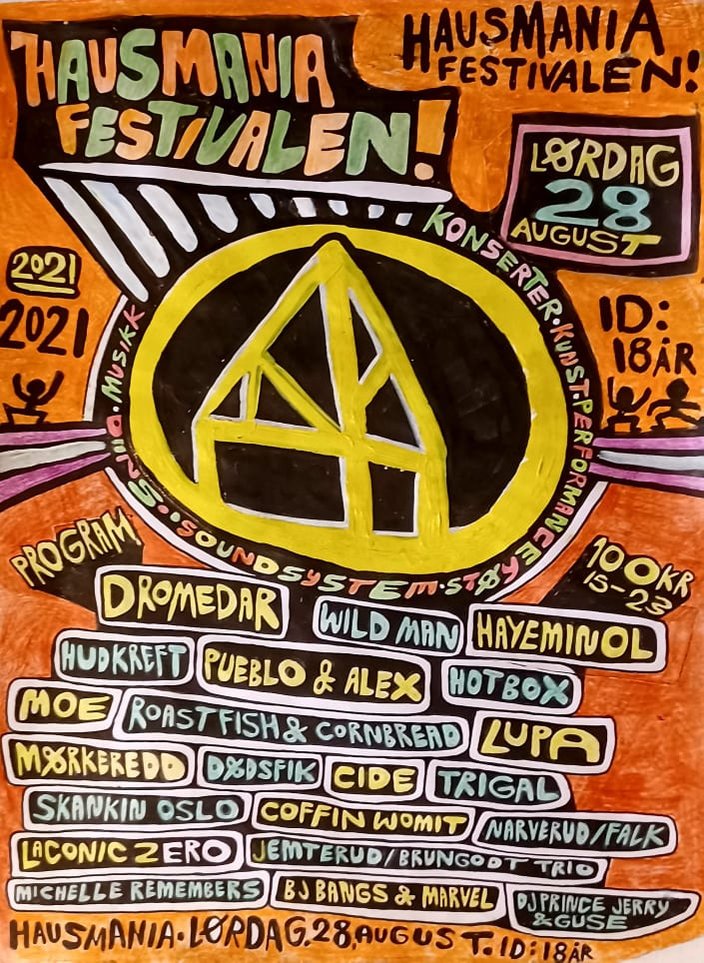 HAUSMANIA
FESTIVALEN!
HAUSMANIA
FESTIVALEN!
LØRDAG
28
AUGUST
2021
2021
ID:
18ÅR
KONSERTER·KUNST·PERFORMANCE
STØY·SOUNDSYSTEM
MUSIKK·
PROGRAM
100KR
15-23
DROMEDAR WILD MAN HAYEMINOL
HUDKREFT PUEBLO & ALEX HOTBOX
MOE ROASTFISH & CORNBREAD LUPA
MØRKEREDD DØDSFIK CIDE TRIGAL
SKANKIN OSLO COFFIN WOMIT NARVERUD/FALK
LACONIC ZERO JEMTERUD/BRUNGODT TRIO
MICHELLE REMEMBERS BJ BANGS & MARVEL DJ PRINCE JERRY
& GUSE
HAUSMANIA·LØRDAG.28.AUGUST.ID:18ÅR